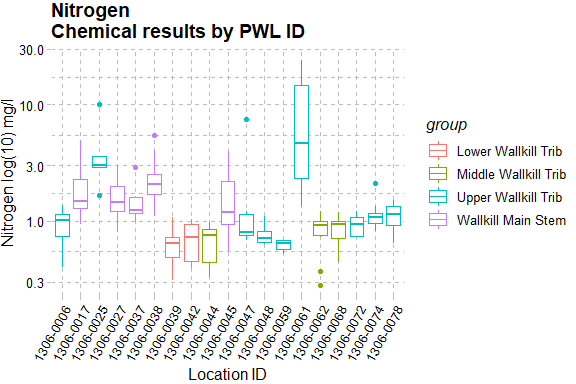 Nitrogen
Chemical results by PWL ID
Nitrogen log(10) mg/l
30.0
10.0
3.0
1.0
0.3
1306-0006
1306-0017
1306-0025
1306-0027
1306-0037
1306-0038
1306-0039
1306-0042
1306-0044
1306-0045
1306-0047
1306-0048
1306-0059
1306-0061
1306-0062
1306-0068
1306-0072
1306-0074
1306-0078
Location ID
group
Lower Wallkill Trib
Middle Wallkill Trib
Upper Wallkill Trib
Wallkill Main Stem